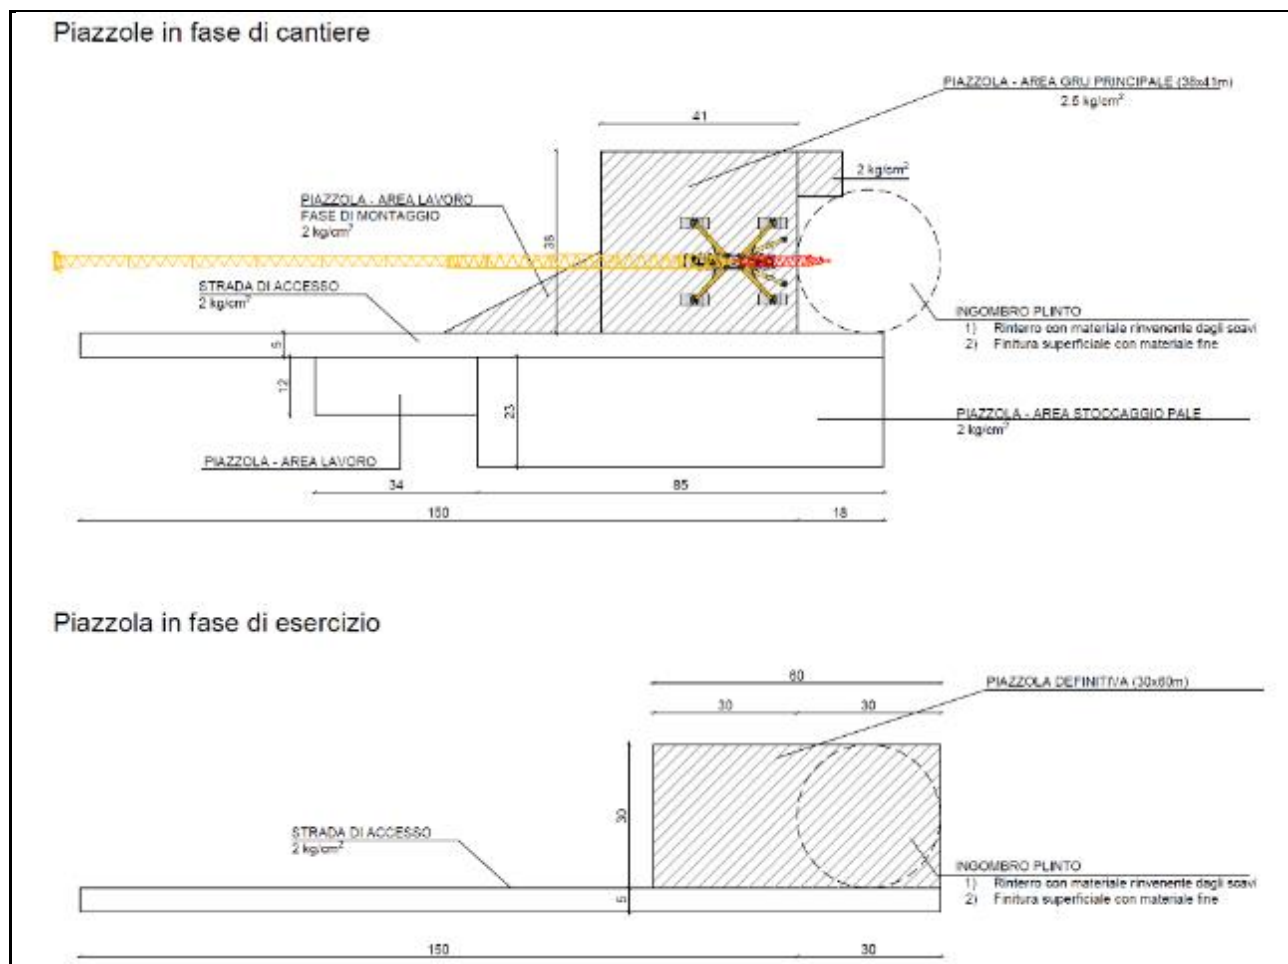 Piazzole in fase di cantiere
PIAZZOLA - AREA GRU PRINCIPALE (38x41m)
2.5 kg/cm²
41
2 kg/cm²
PIAZZOLA - AREA LAVORO
FASE DI MONTAGGIO
2 kg/cm²
38
STRADA DI ACCESSO
2 kg/cm²
INGOMBRO PLINTO
1) Rinterro con materiale rinvenente dagli scavi
2) Finitura superficiale con materiale fine
5
12
23
PIAZZOLA - AREA STOCCAGGIO PALE
2 kg/cm²
PIAZZOLA - AREA LAVORO
34
85
150
18
Piazzola in fase di esercizio
60
PIAZZOLA DEFINITIVA (30x60m)
30
30
30
STRADA DI ACCESSO
2 kg/cm²
INGOMBRO PLINTO
1) Rinterro con materiale rinvenente dagli scavi
2) Finitura superficiale con materiale fine
5
150
30